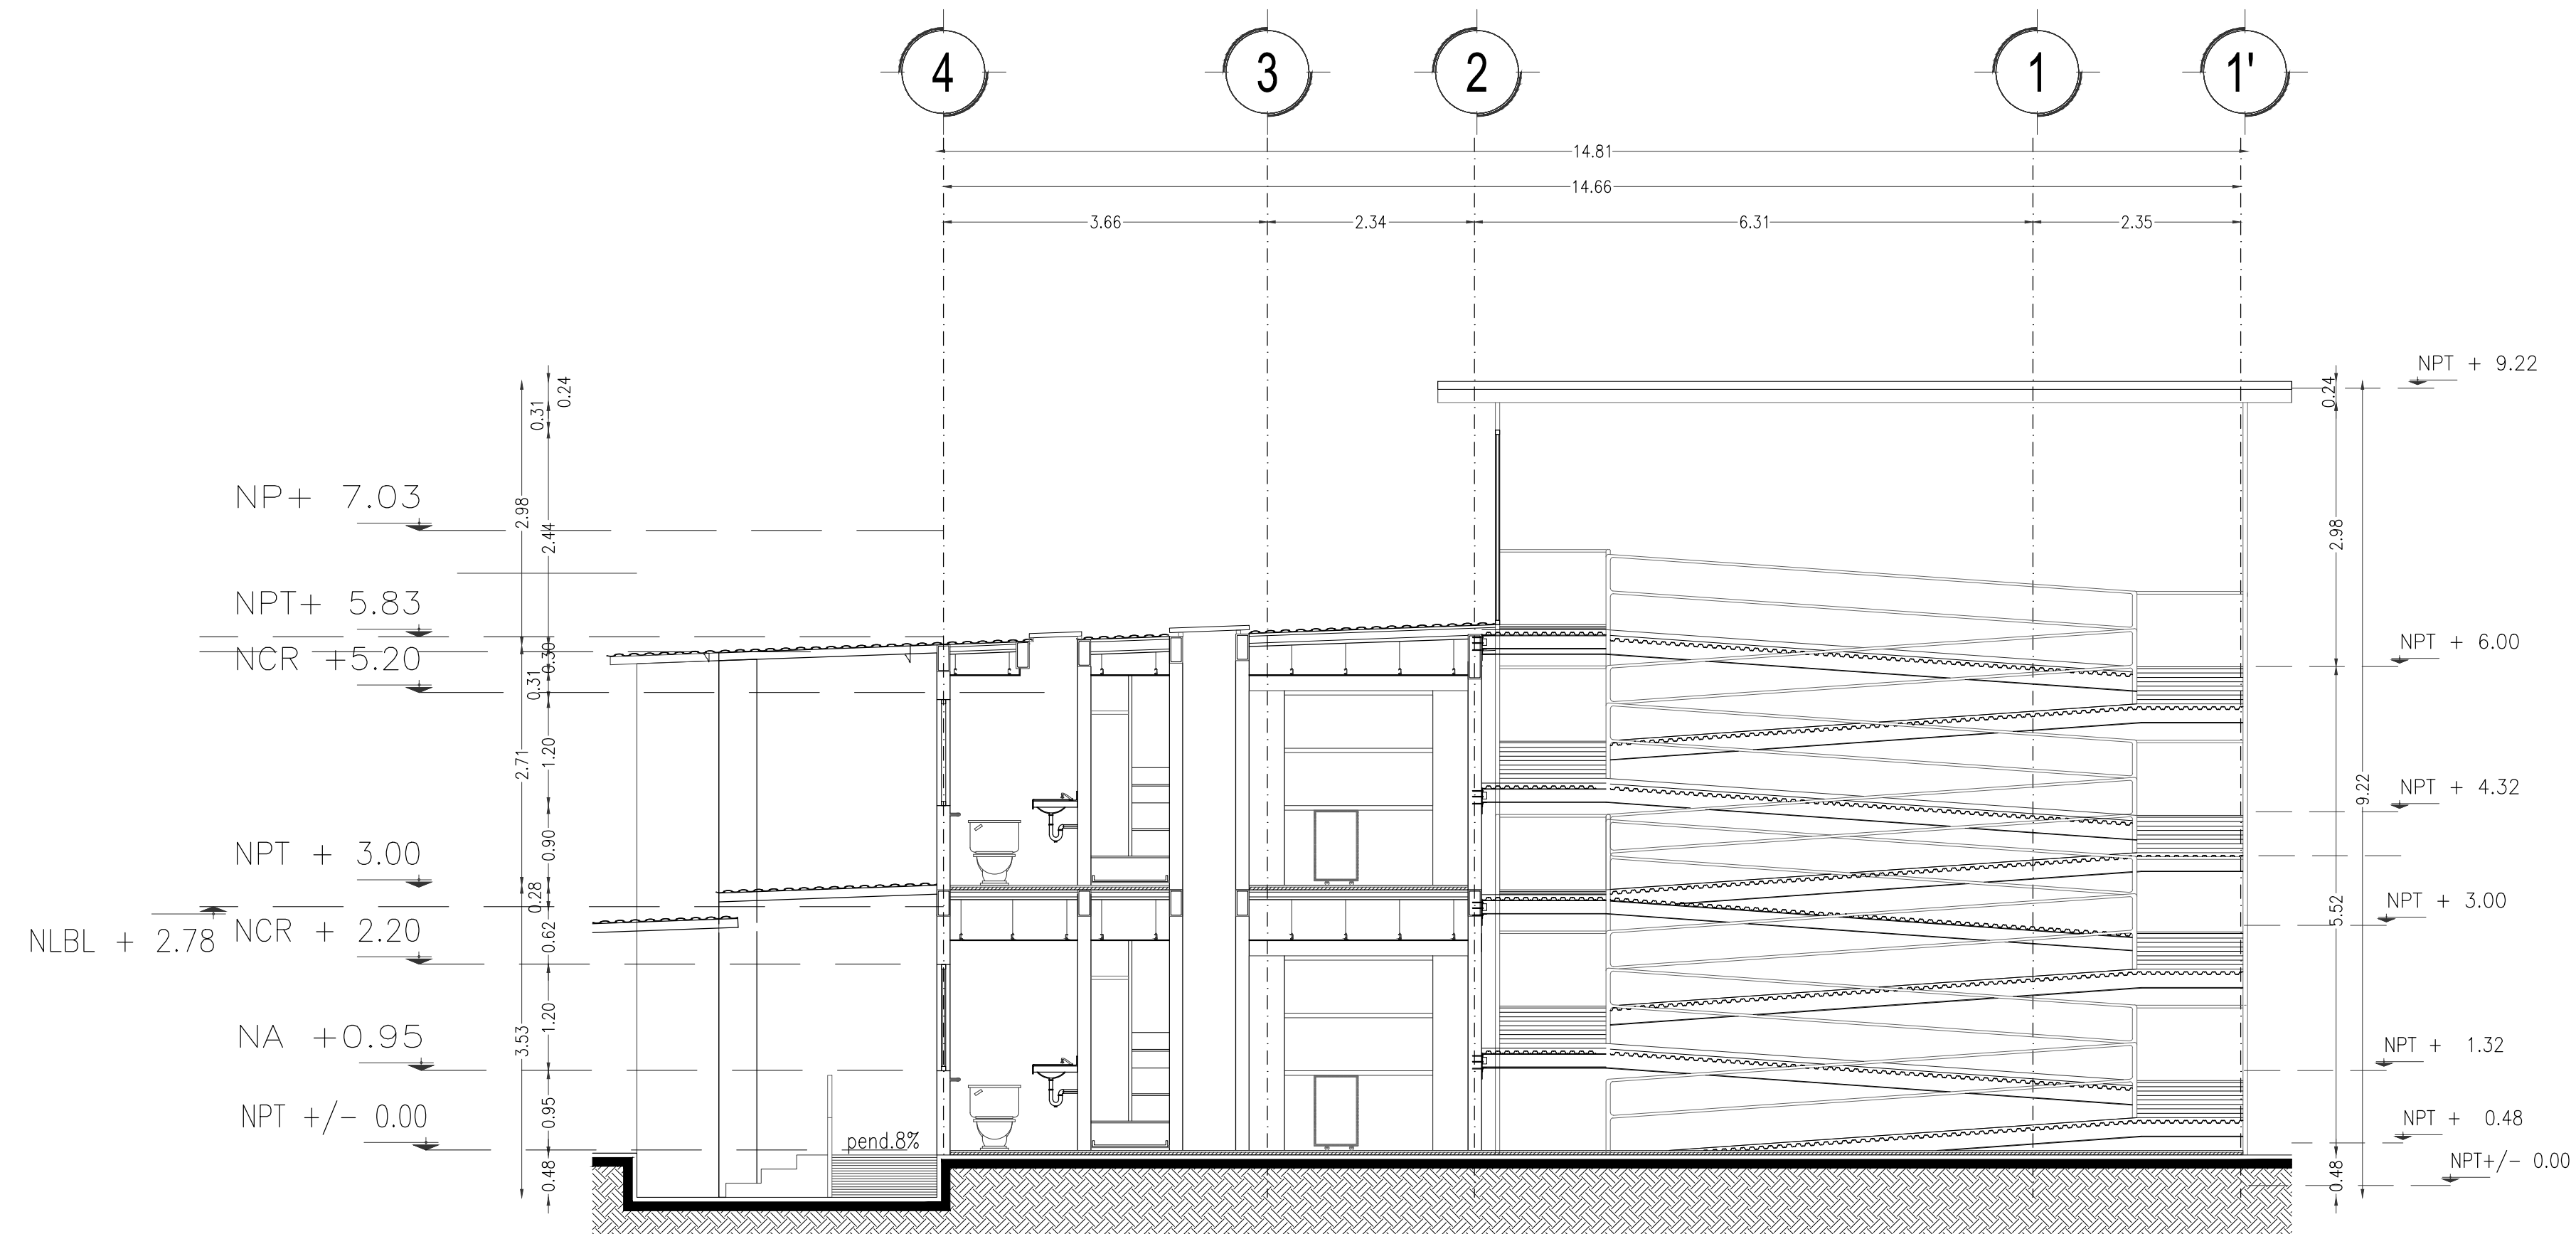 4 3 2 1 1'
14.81
14.66
3.66 2.34 6.31 2.35
NPT + 9.22
0.24 0.24
0.31
NP+ 7.03
2.98 2.44 2.98
NPT+ 5.83
NPT + 6.00
NCR +5.20
0.30
0.31
2.71 1.20
NPT + 4.32
9.22
NPT + 3.00
0.90
0.28
NPT + 3.00
5.52
NLBL + 2.78
NCR + 2.20
0.62
NA +0.95
3.53 1.20
NPT + 1.32
NPT +/- 0.00
0.95
pend.8%
NPT + 0.48
NPT+/- 0.00
0.48 0.48